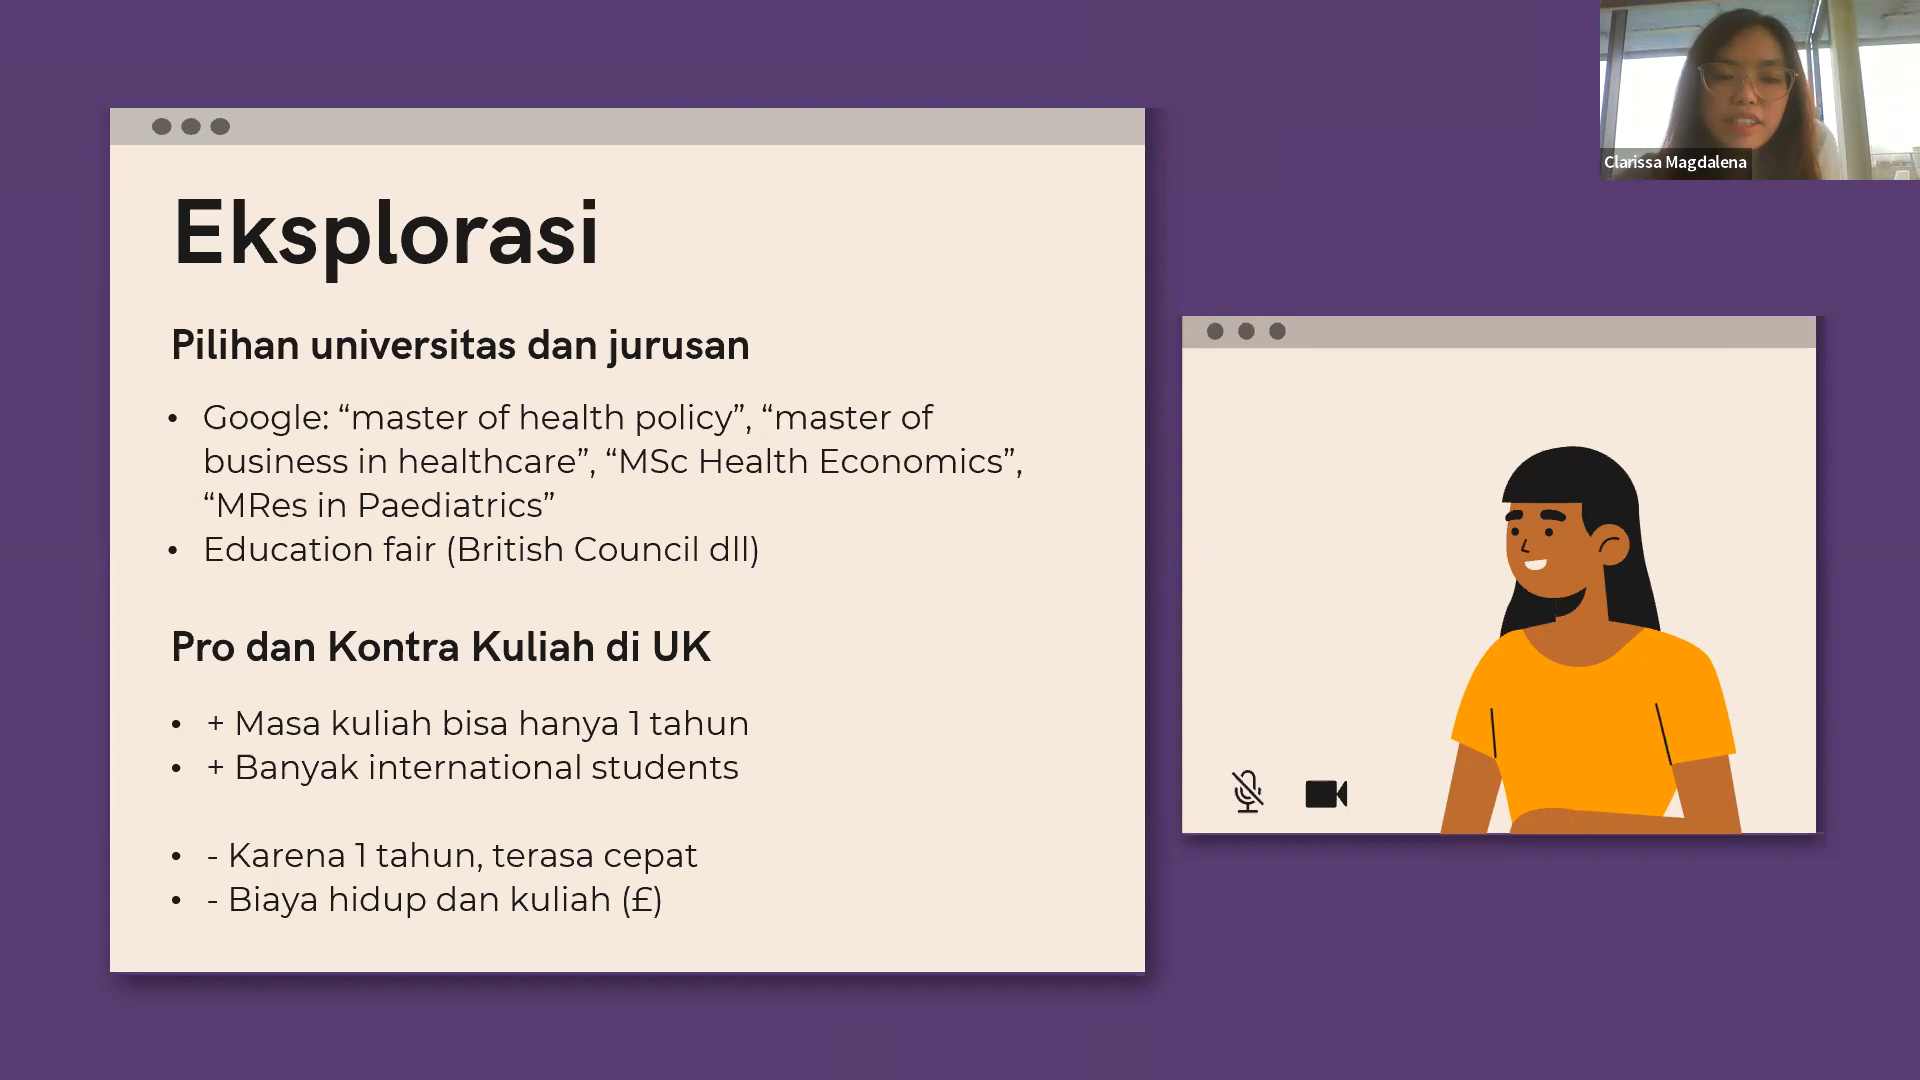 Eksplorasi
Pilihan universitas dan jurusan
• Google: “master of health policy”, “master of
business in healthcare”, “MSc Health Economics”,
“MRes in Paediatrics”
• Education fair (British Council dll)
Pro dan Kontra Kuliah di UK
• + Masa kuliah bisa hanya 1 tahun
• + Banyak international students
• - Karena 1 tahun, terasa cepat
• - Biaya hidup dan kuliah (£)
Clarissa Magdalena